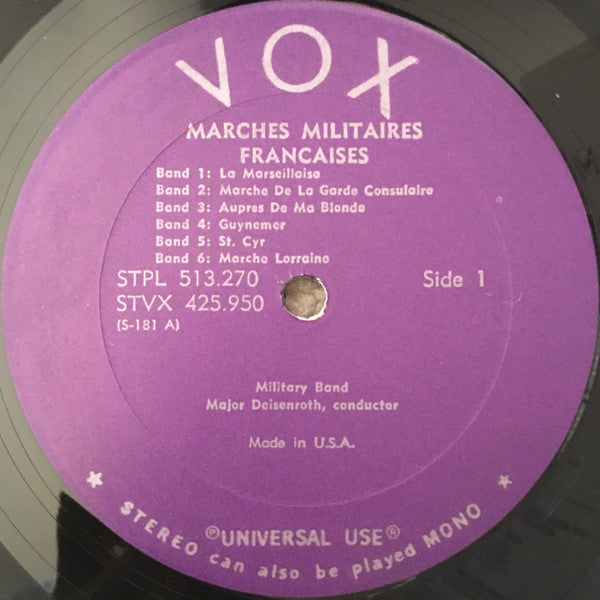 VOX
MARCHES MILITAIRES
FRANCAISES
Band 1: La Marseillaise
Band 2: Marche De La Garde Consulaire
Band 3: Aupres De Ma Blonde
Band 4: Guynemer
Band 5: St. Cyr
Band 6: Marche Lorraine
STPL 513.270 Side 1
STVX 425.950
(S-181 A)
Military Band
Major Deisenroth, conductor
Made in U.S.A.
℗UNIVERSAL USE®
★ STEREO can also be played MONO ★